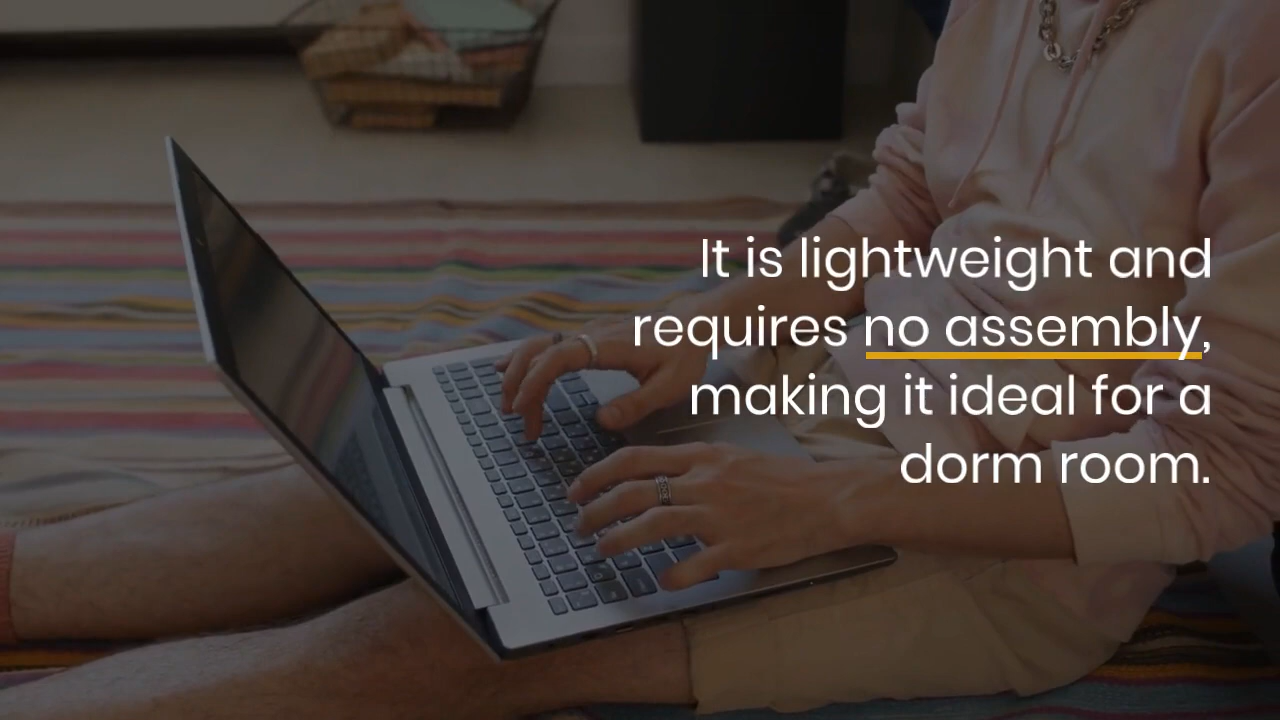 It is lightweight and
requires no assembly,
making it ideal for a
dorm room.